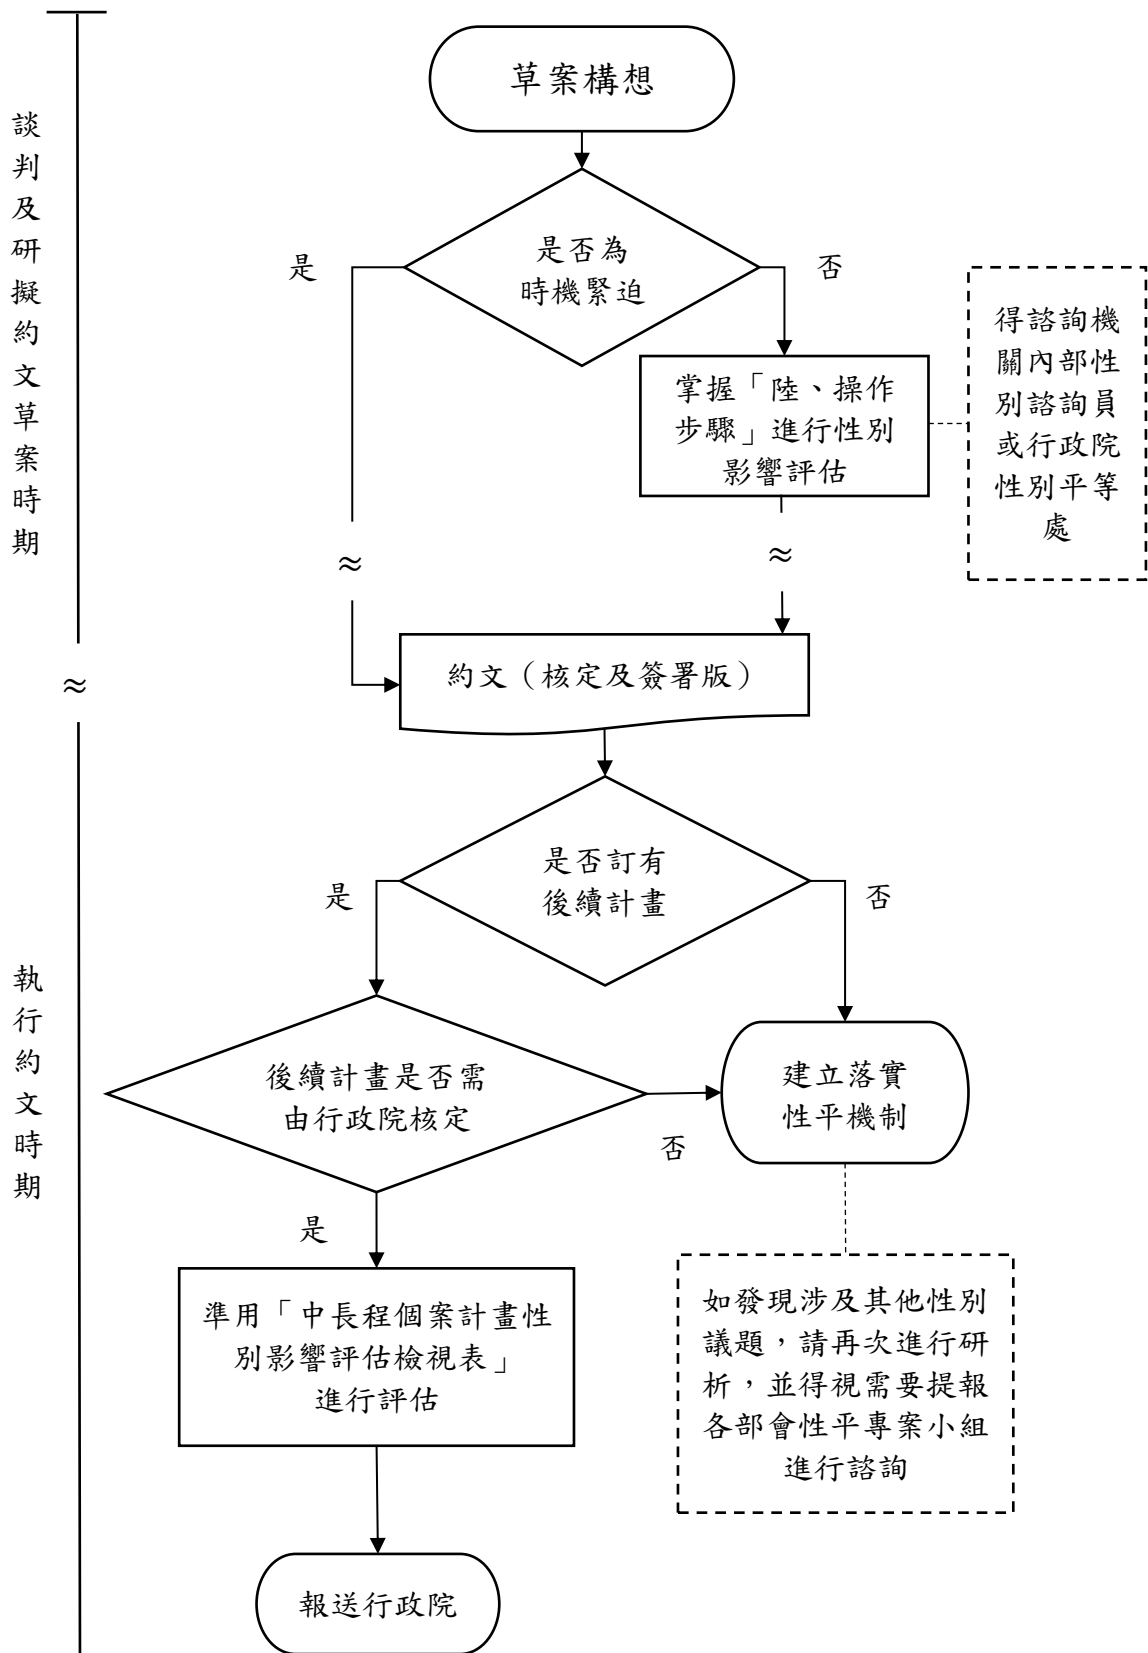 談判及研擬約文草案時期
草案構想
是否為
時機緊迫
是
否
掌握「陸、操作
步驟」進行性別
影響評估
得諮詢機
關內部性
別諮詢員
或行政院
性別平等
處
≈
≈
≈
約文（核定及簽署版）
是否訂有
後續計畫
是
否
執行約文時期
後續計畫是否需
由行政院核定
否
是
建立落實
性平機制
準用「中長程個案計畫性
別影響評估檢視表」
進行評估
如發現涉及其他性別
議題，請再次進行研
析，並得視需要提報
各部會性平專案小組
進行諮詢
報送行政院